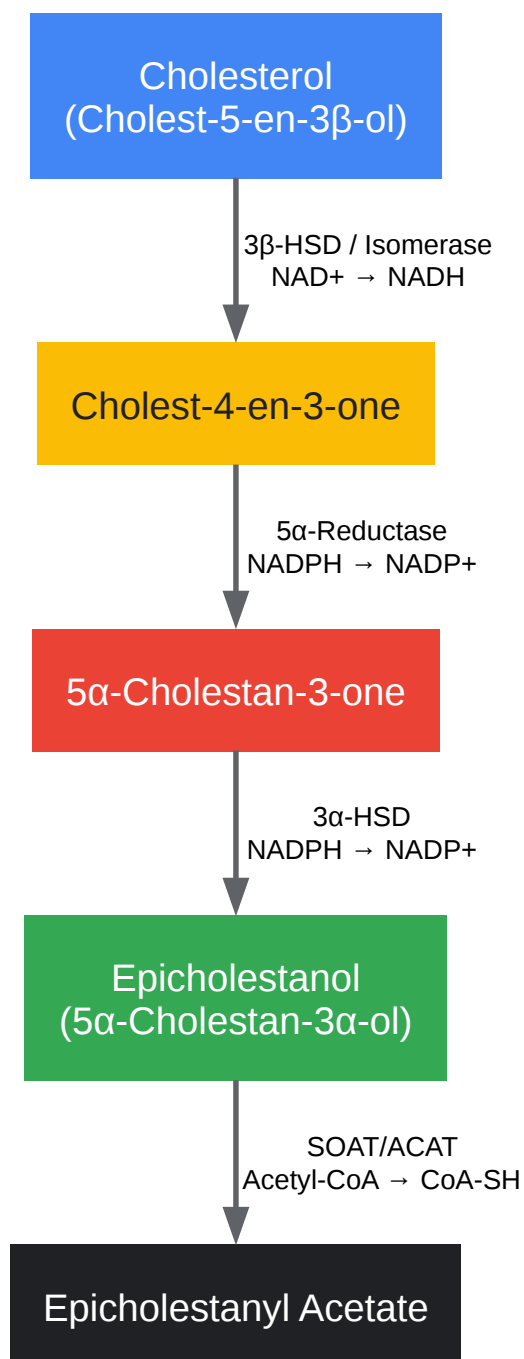 Cholesterol
(Cholest-5-en-3β-ol)
3β-HSD / Isomerase
NAD+ → NADH
Cholest-4-en-3-one
5α-Reductase
NADPH → NADP+
5α-Cholestan-3-one
3α-HSD
NADPH → NADP+
Epicholestanol
(5α-Cholestan-3α-ol)
SOAT/ACAT
Acetyl-CoA → CoA-SH
Epicholestanyl Acetate